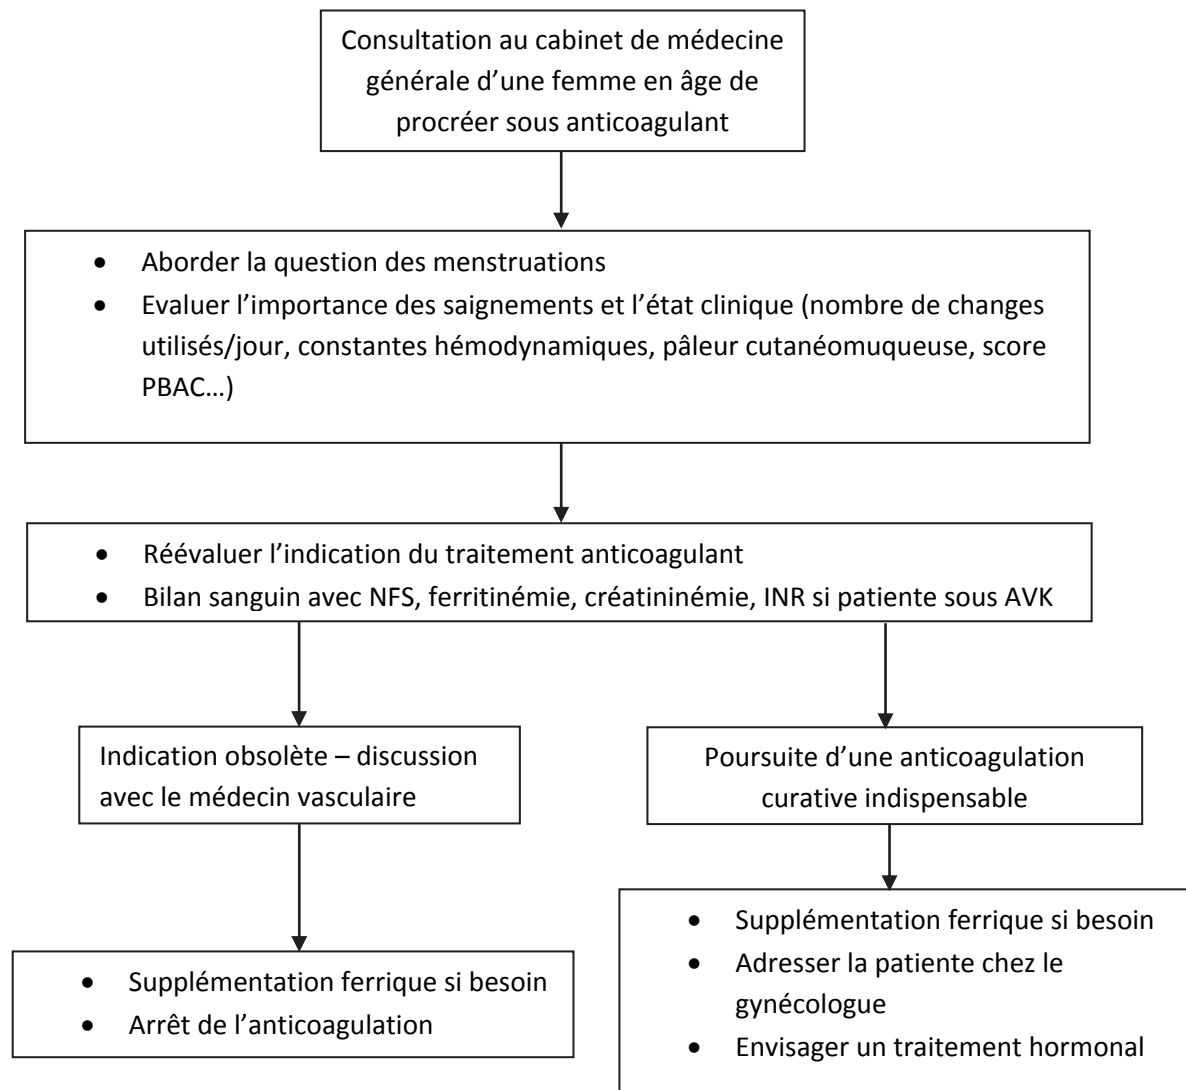 Consultation au cabinet de médecine
générale d’une femme en âge de
procréer sous anticoagulant
• Aborder la question des menstruations
• Evaluer l’importance des saignements et l’état clinique (nombre de changes
utilisés/jour, constantes hémodynamiques, pâleur cutanéomuqueuse, score
PBAC…)
• Réévaluer l’indication du traitement anticoagulant
• Bilan sanguin avec NFS, ferritinémie, créatininémie, INR si patiente sous AVK
Indication obsolète – discussion
avec le médecin vasculaire
Poursuite d’une anticoagulation
curative indispensable
• Supplémentation ferrique si besoin
• Arrêt de l’anticoagulation
• Supplémentation ferrique si besoin
• Adresser la patiente chez le
gynécologue
• Envisager un traitement hormonal